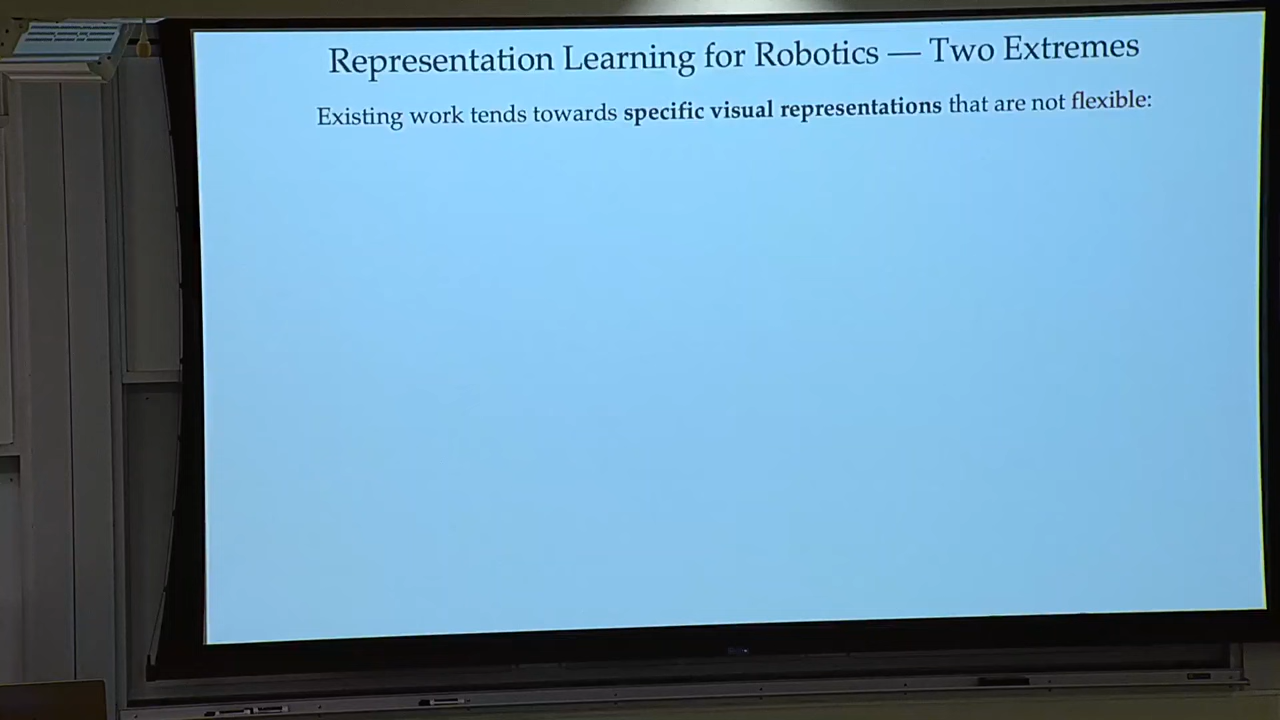 Representation Learning for Robotics — Two Extremes
Existing work tends towards specific visual representations that are not flexible: